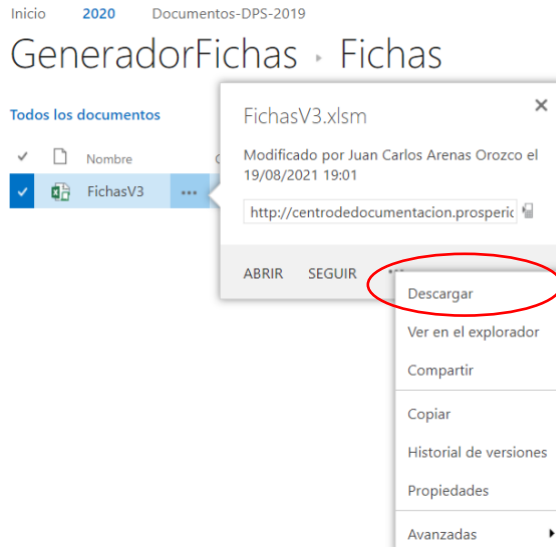 Inicio 2020 Documentos-DPS-2019
GeneradorFichas ▸ Fichas
Todos los documentos
Nombre
FichasV3 ...
FichasV3.xlsm
Modificado por Juan Carlos Arenas Orozco el
19/08/2021 19:01
http://centrodedocumentacion.prosperic
ABRIR SEGUIR ...
Descargar
Ver en el explorador
Compartir
Copiar
Historial de versiones
Propiedades
Avanzadas